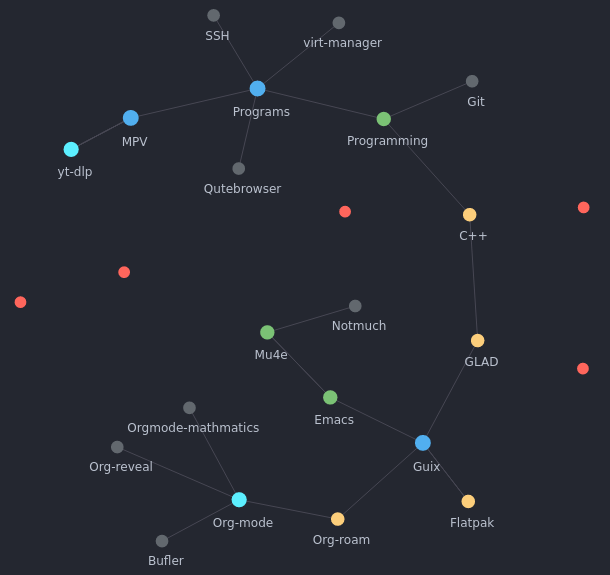 SSH
virt-manager
Programs
Git
MPV
Programming
yt-dlp
Qutebrowser
C++
Notmuch
Mu4e
GLAD
Emacs
Orgmode-mathmatics
Org-reveal
Guix
Org-mode
Flatpak
Org-roam
Bufler